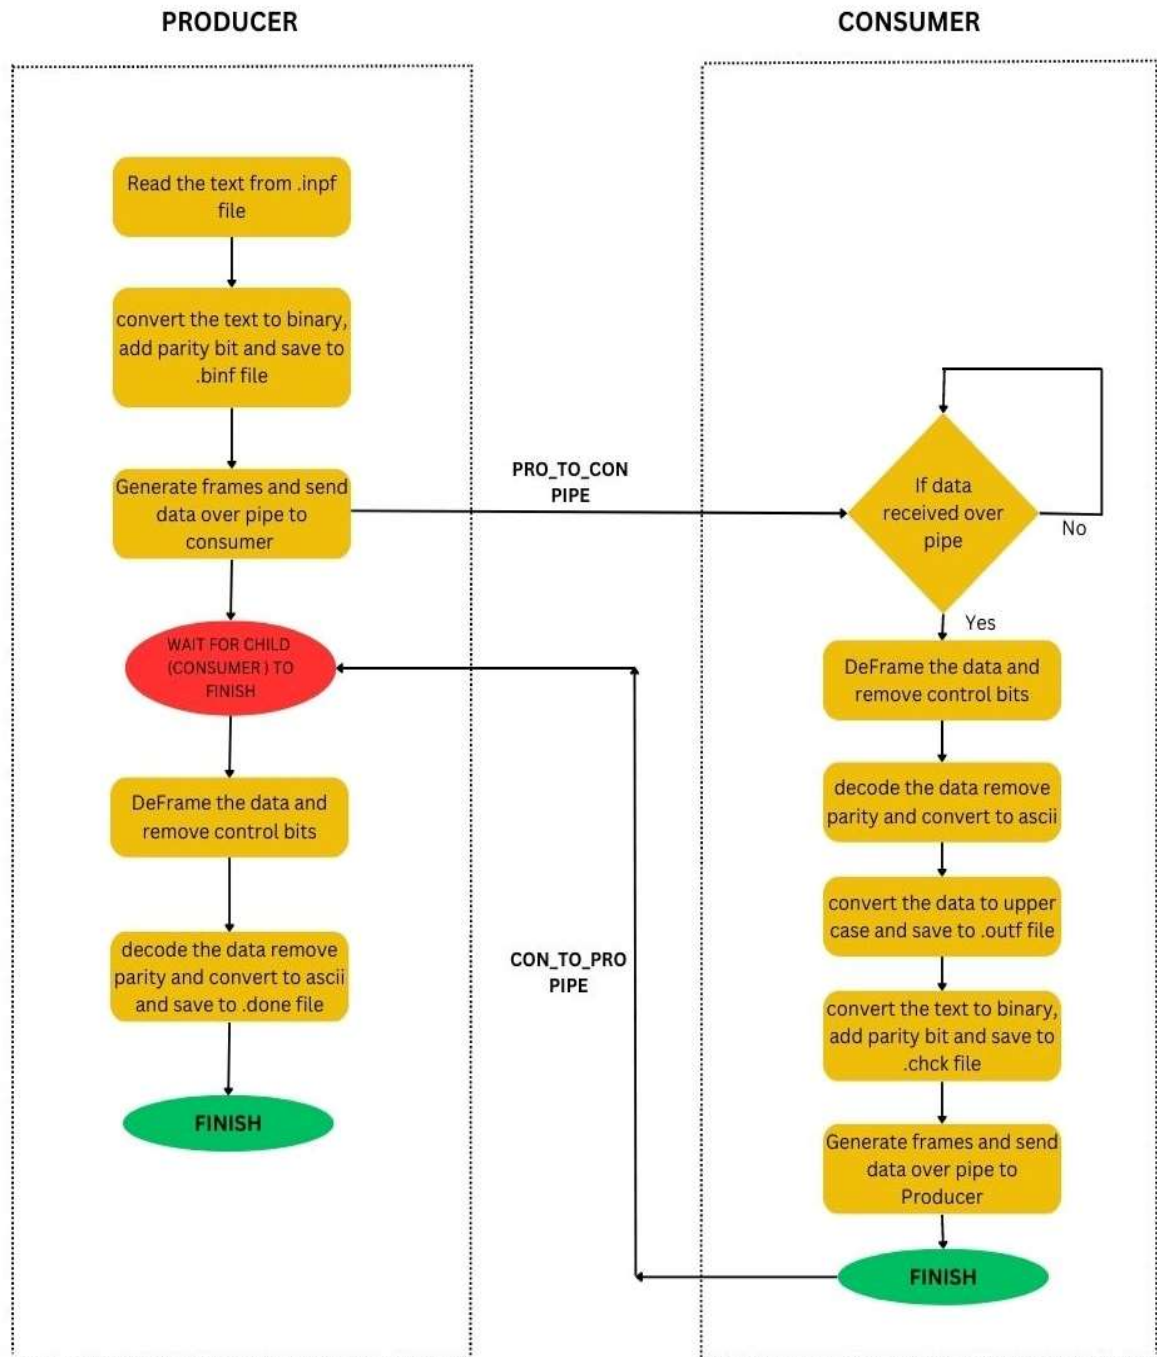 PRODUCER
CONSUMER
Read the text from .inpf
file
convert the text to binary,
add parity bit and save to
.binf file
Generate frames and send
data over pipe to
consumer
PRO_TO_CON
PIPE
If data
received over
pipe
No
Yes
WAIT FOR CHILD
(CONSUMER ) TO
FINISH
DeFrame the data and
remove control bits
decode the data remove
parity and convert to ascii
and save to .done file
FINISH
CON_TO_PRO
PIPE
DeFrame the data and
remove control bits
decode the data remove
parity and convert to ascii
convert the data to upper
case and save to .outf file
convert the text to binary,
add parity bit and save to
.chck file
Generate frames and send
data over pipe to
Producer
FINISH